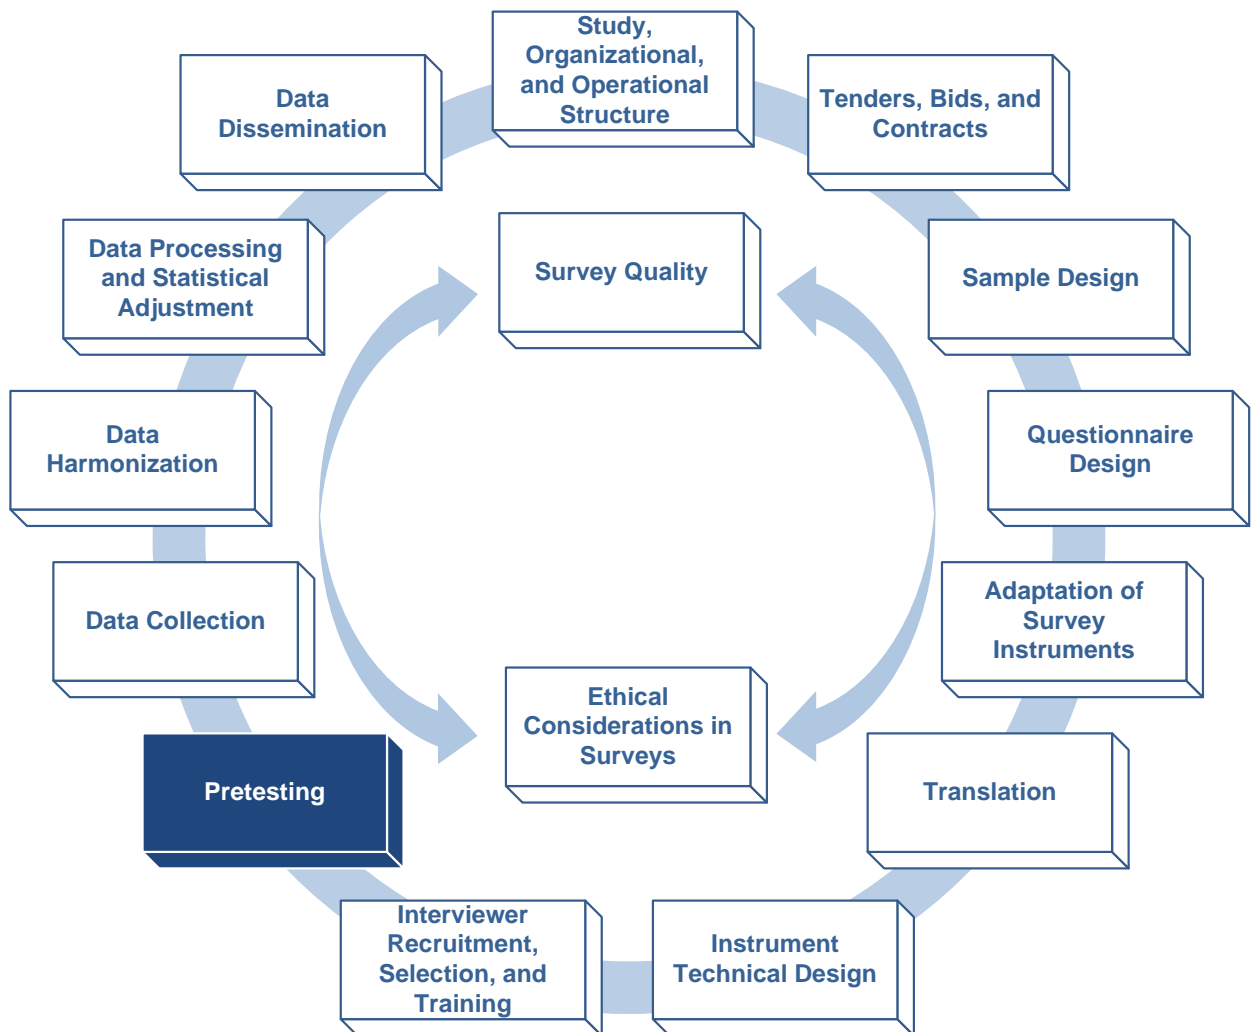 Study,
Organizational,
and Operational
Structure
Tenders, Bids, and
Contracts
Sample Design
Questionnaire
Design
Adaptation of
Survey
Instruments
Translation
Instrument
Technical Design
Interviewer
Recruitment,
Selection, and
Training
Pretesting
Data Collection
Data
Harmonization
Data Processing
and Statistical
Adjustment
Data
Dissemination
Survey Quality
Ethical
Considerations in
Surveys